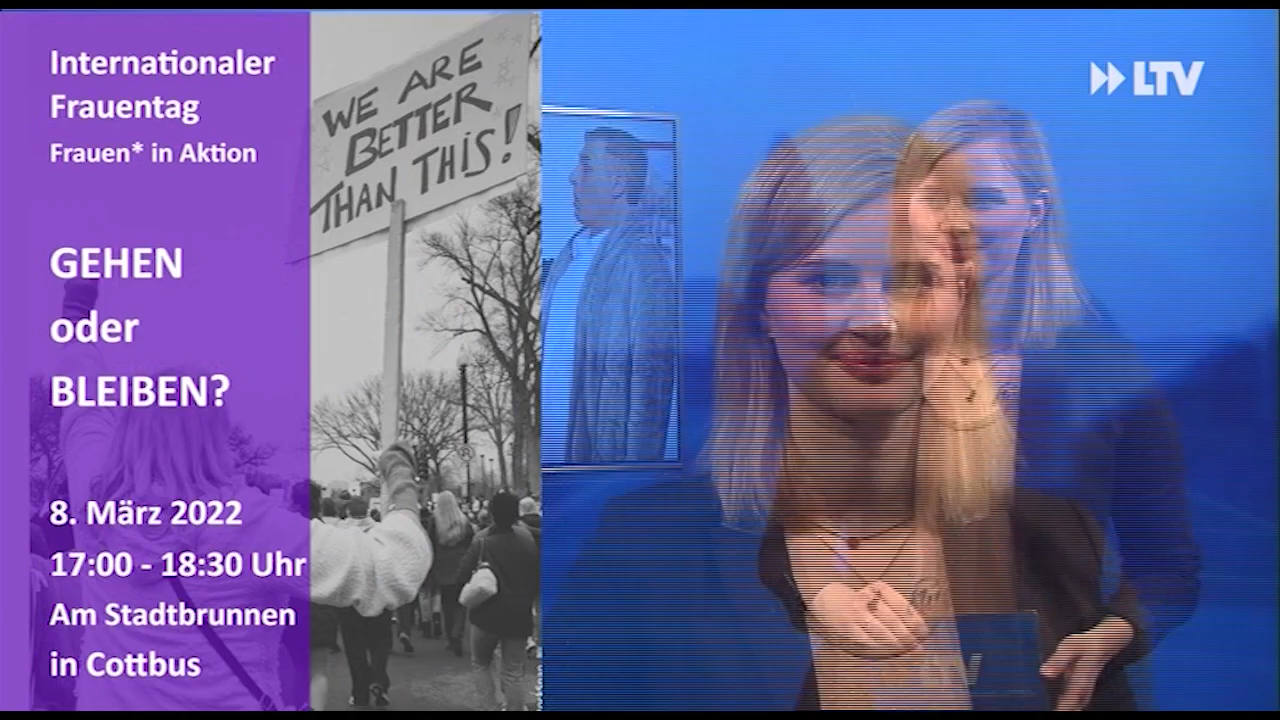 Internationaler
Frauentag
Frauen* in Aktion
GEHEN
oder
BLEIBEN?
8. März 2022
17:00 - 18:30 Uhr
Am Stadtbrunnen
in Cottbus
WE ARE
BETTER
THAN THIS!
LTV